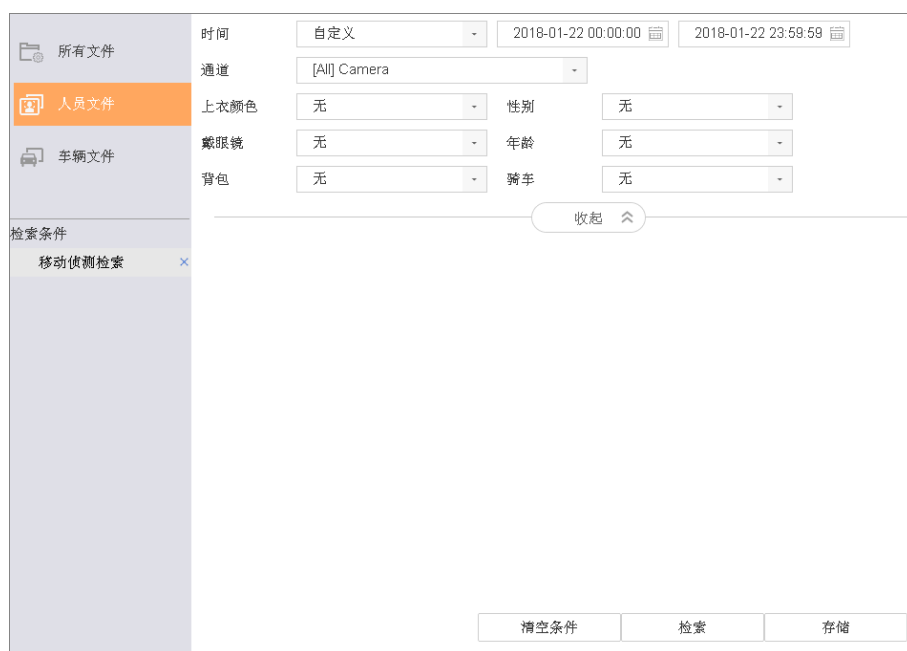 所有文件
人员文件
车辆文件
检索条件
移动侦测检索
时间 自定义 2018-01-22 00:00:00 2018-01-22 23:59:59
通道 [All] Camera
上衣颜色 无 性别 无
戴眼镜 无 年龄 无
背包 无 骑车 无
收起
清空条件 检索 存储